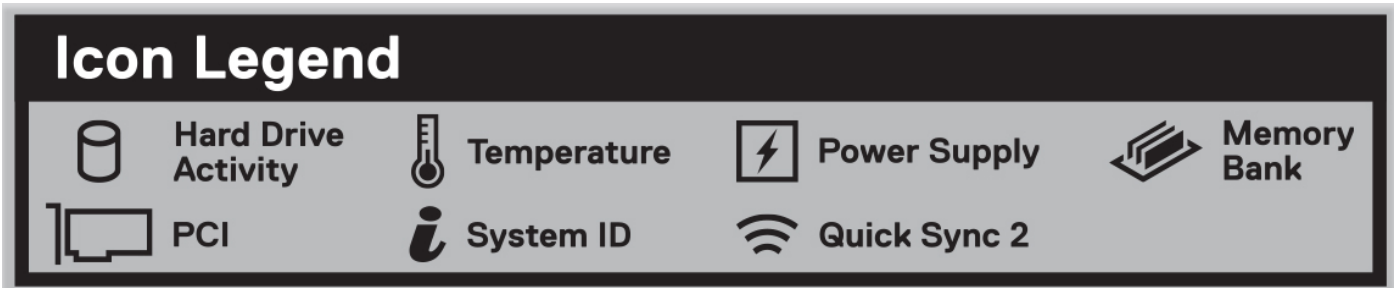 Icon Legend
Hard Drive
Activity
Temperature
Power Supply
Memory
Bank
PCI
System ID
Quick Sync 2